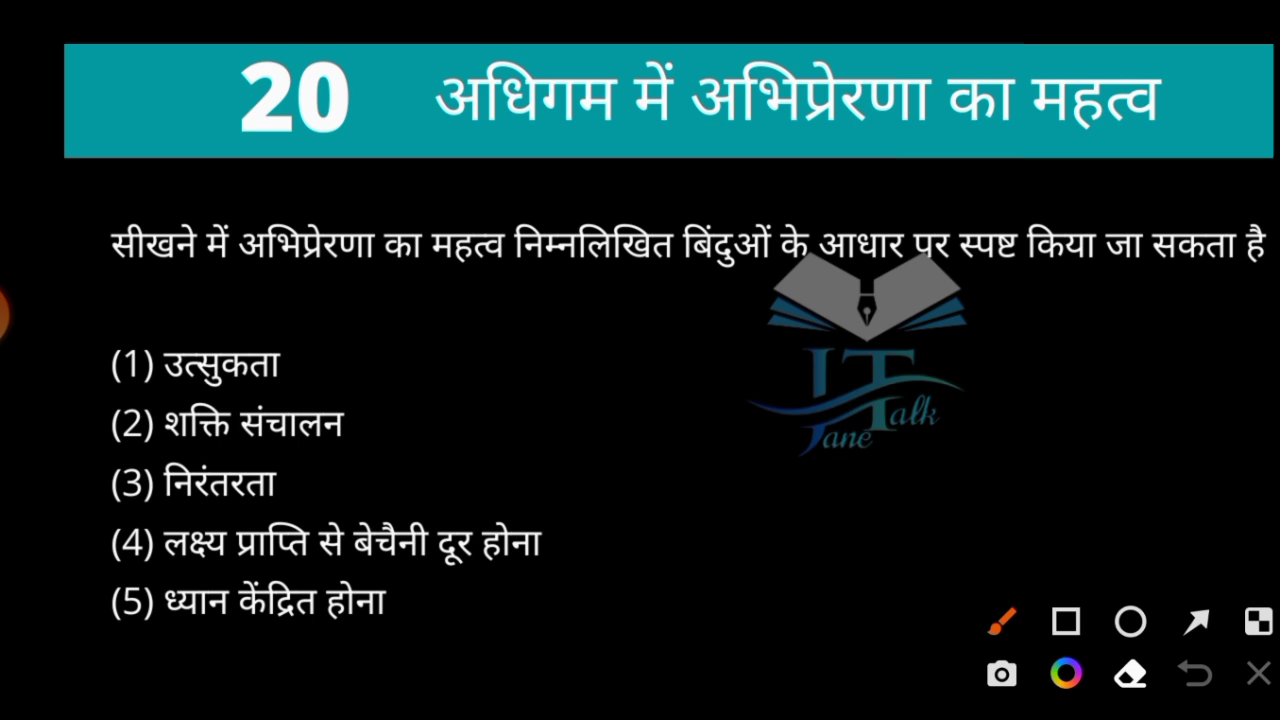 20 अधिगम में अभिप्रेरणा का महत्व
सीखने में अभिप्रेरणा का महत्व निम्नलिखित बिंदुओं के आधार पर स्पष्ट किया जा सकता है
JT
alk
Jane
(1) उत्सुकता
(2) शक्ति संचालन
(3) निरंतरता
(4) लक्ष्य प्राप्ति से बेचैनी दूर होना
(5) ध्यान केंद्रित होना